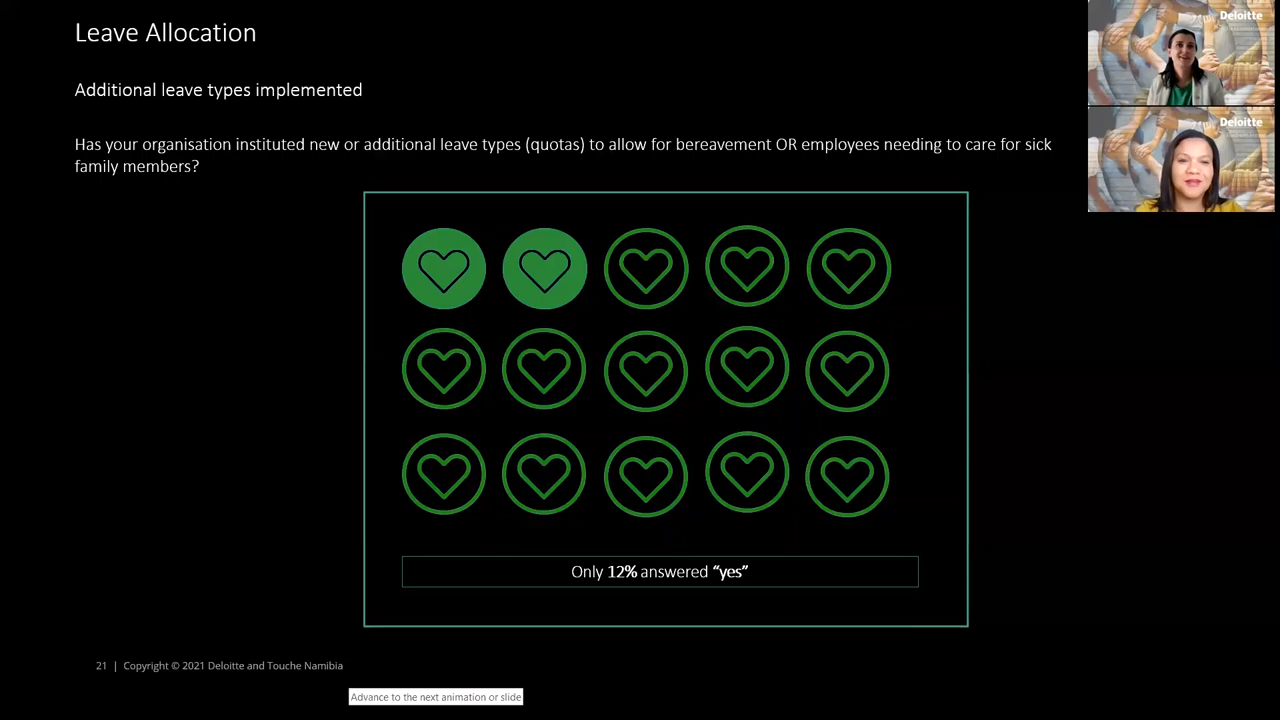 Leave Allocation
Deloitte
Additional leave types implemented
Deloitte
Has your organisation instituted new or additional leave types (quotas) to allow for bereavement OR employees needing to care for sick
family members?
Only 12% answered “yes”
21 | Copyright © 2021 Deloitte and Touche Namibia
Advance to the next animation or slide